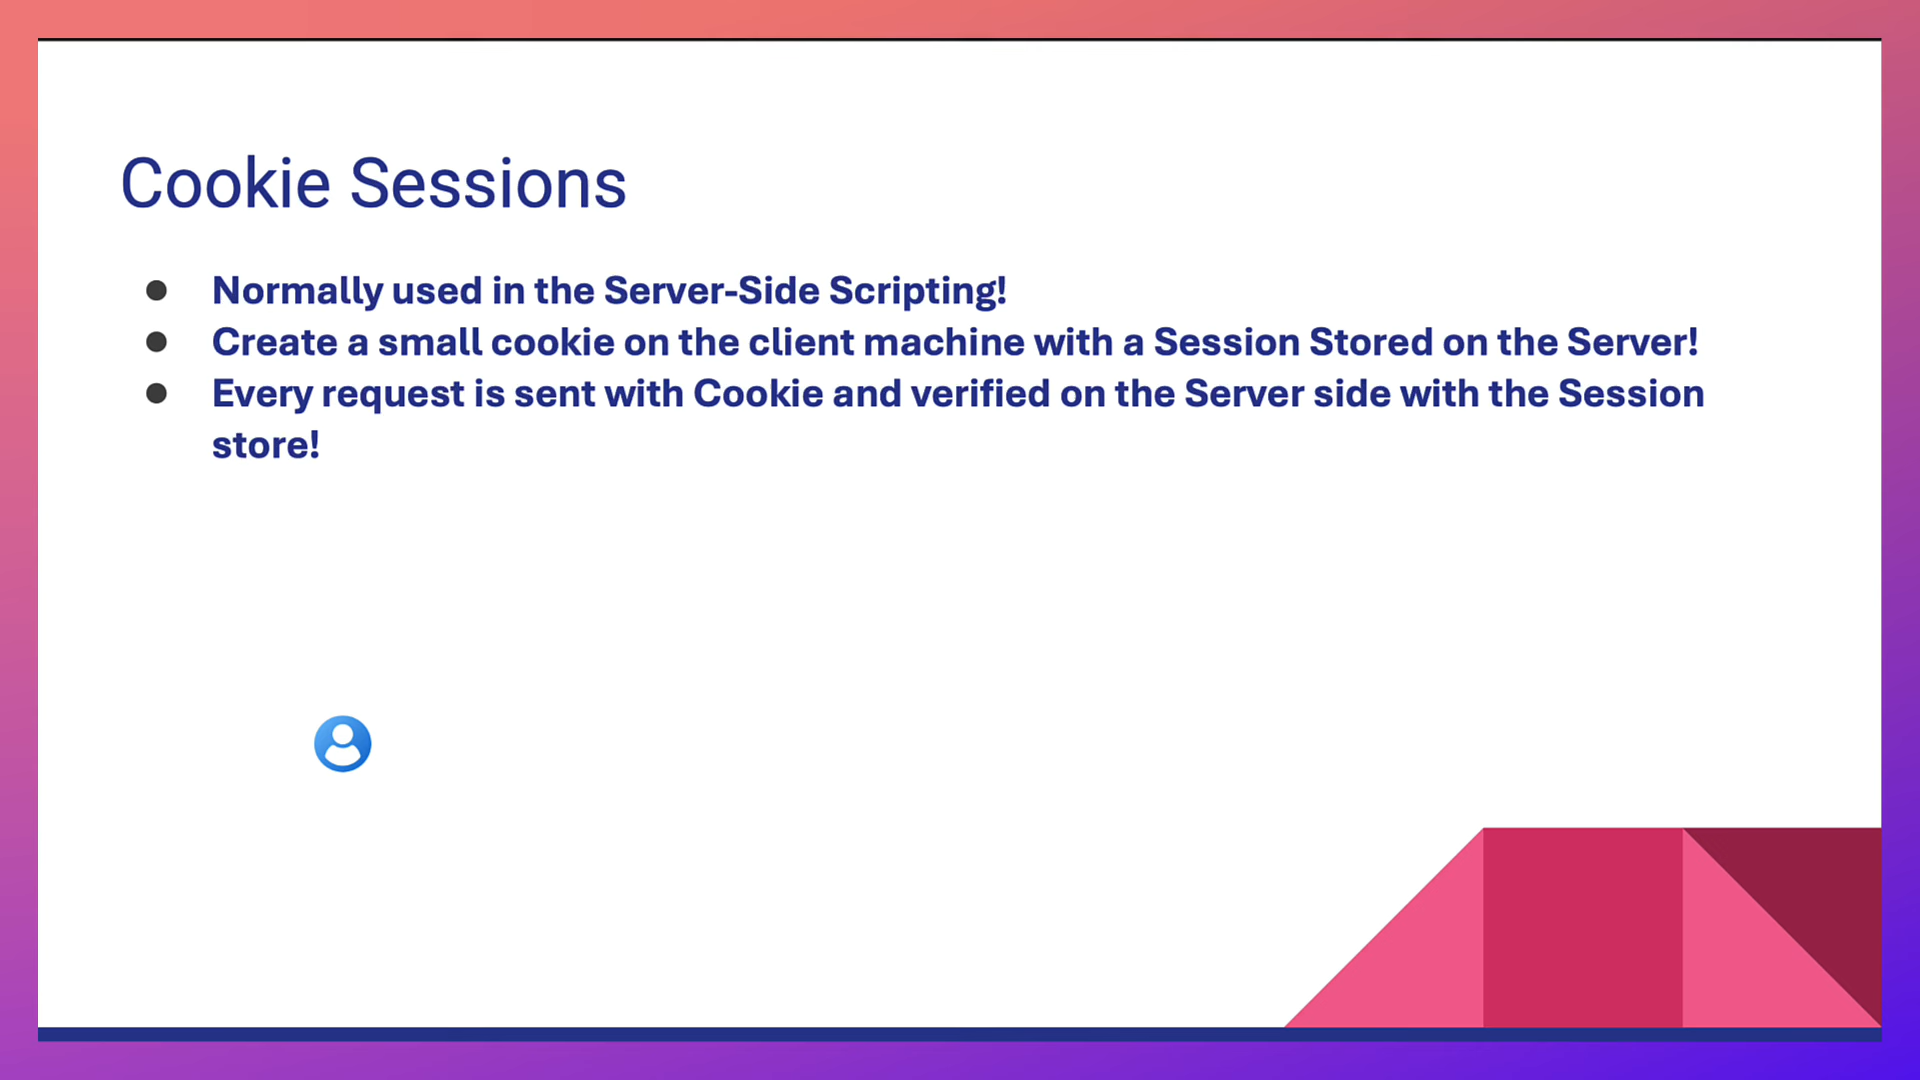 Cookie Sessions
● Normally used in the Server-Side Scripting!
● Create a small cookie on the client machine with a Session Stored on the Server!
● Every request is sent with Cookie and verified on the Server side with the Session
store!